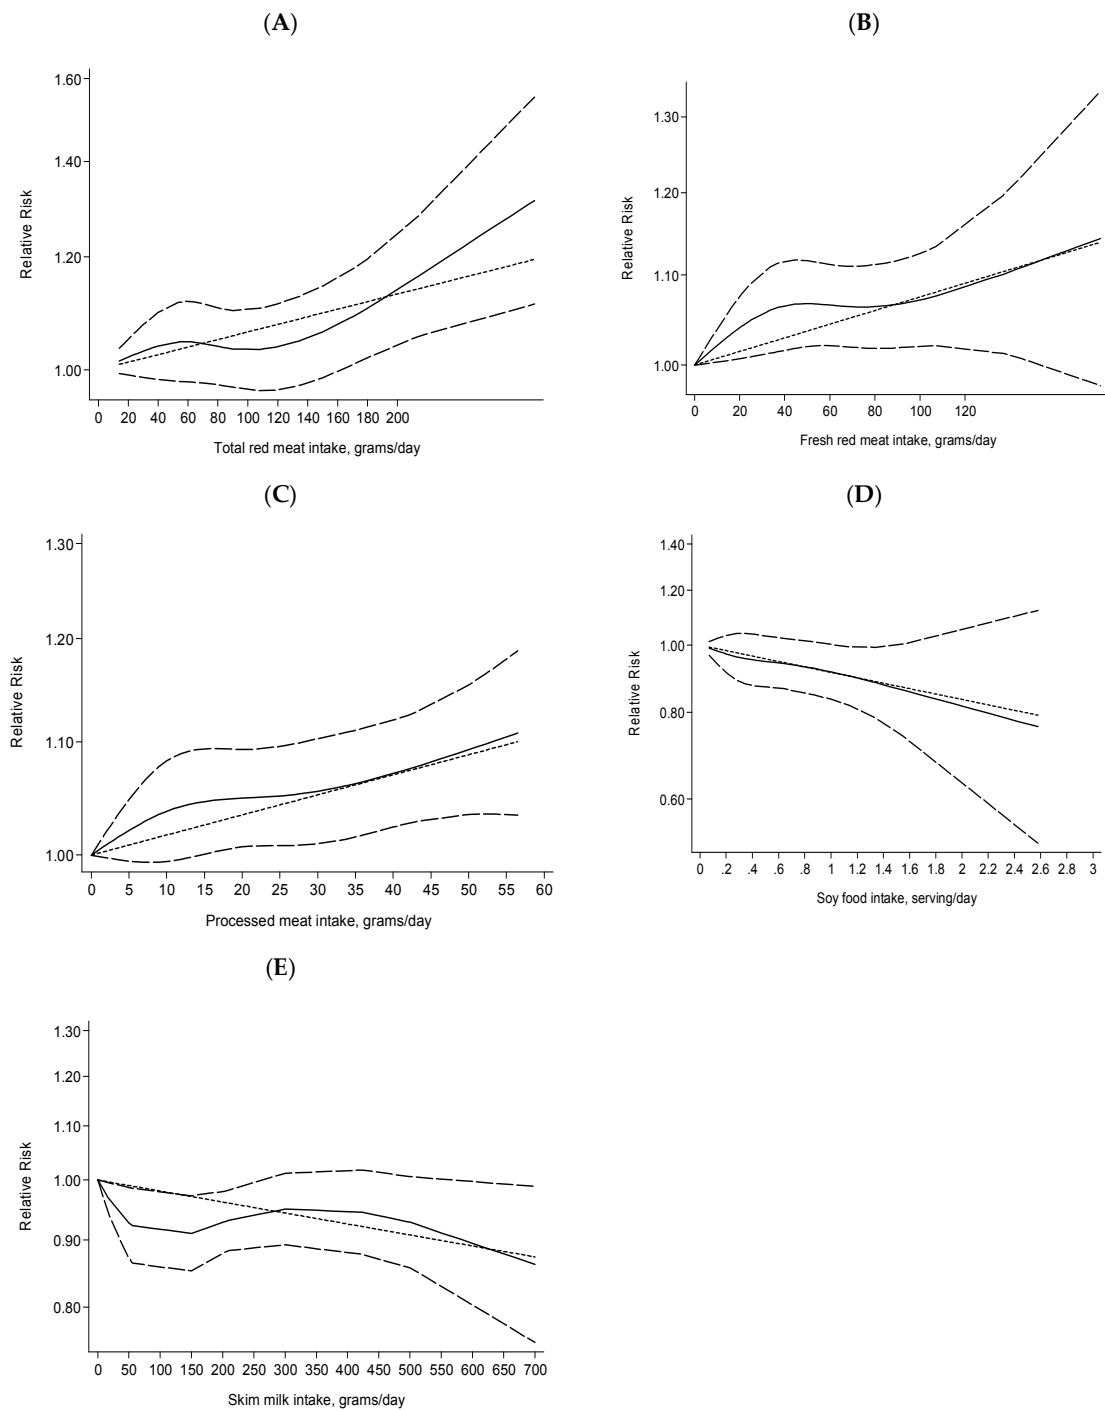 (A)
1.60
1.40
1.20
1.00
Relative Risk
0 20 40 60 80 100 120 140 160 180 200
Total red meat intake, grams/day
(B)
1.30
1.20
1.10
1.00
Relative Risk
0 20 40 60 80 100 120
Fresh red meat intake, grams/day
(C)
1.30
1.20
1.10
1.00
Relative Risk
0 5 10 15 20 25 30 35 40 45 50 55 60
Processed meat intake, grams/day
(D)
1.40
1.20
1.00
0.80
0.60
Relative Risk
0 .2 .4 .6 .8 1 1.2 1.4 1.6 1.8 2 2.2 2.4 2.6 3
Soy food intake, serving/day
(E)
1.30
1.20
1.10
1.00
0.90
0.80
Relative Risk
0 50 100 150 200 250 300 350 400 450 500 550 600 650 700
Skim milk intake, grams/day